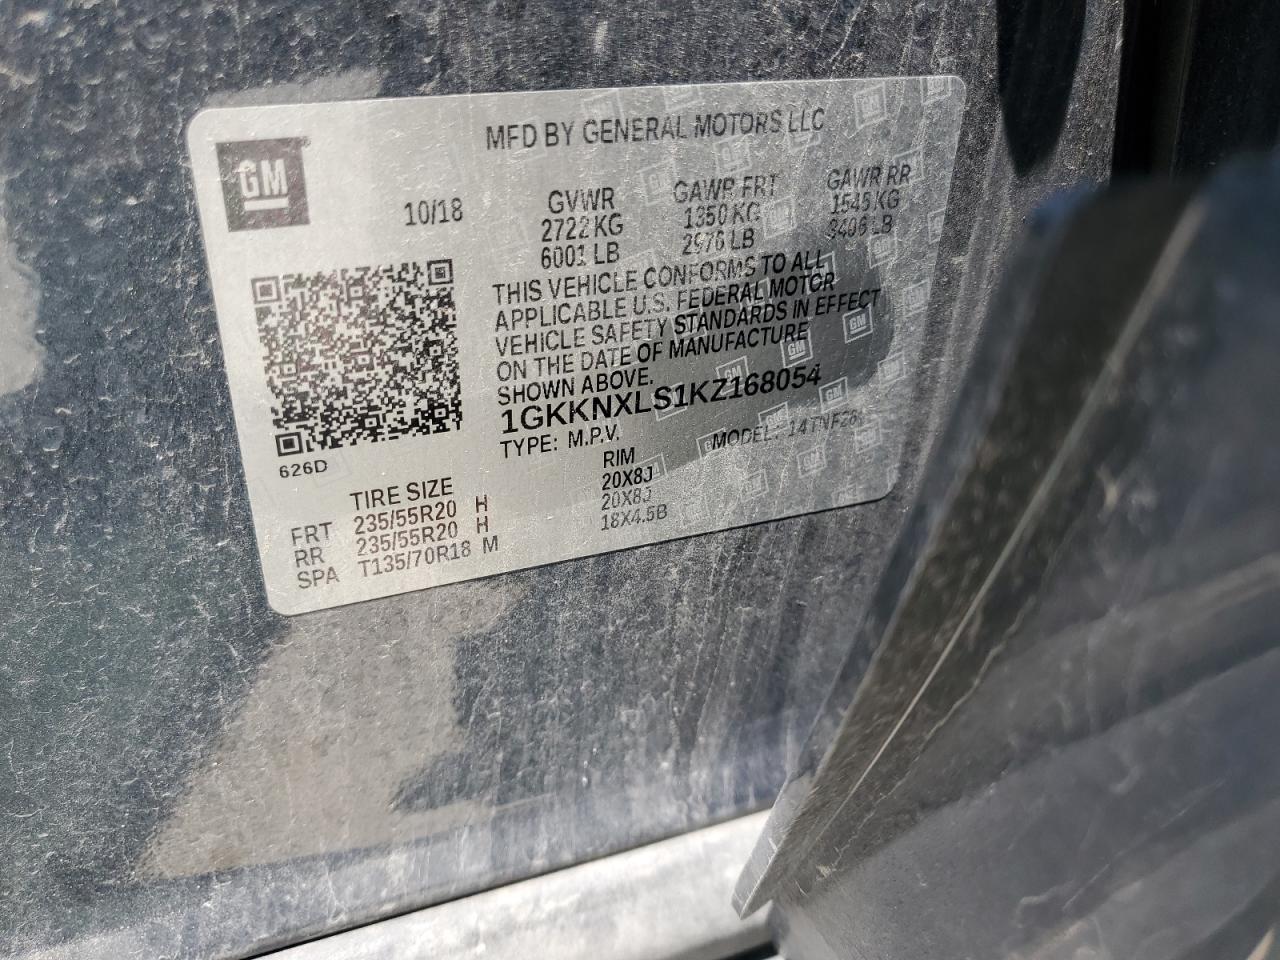 MFD BY GENERAL MOTORS LLC
GM
10/18
GVWR GAWR FRT GAWR RR
2722 KG 1350 KG 1545 KG
6001 LB 2976 LB 3406 LB
THIS VEHICLE CONFORMS TO ALL
APPLICABLE U.S. FEDERAL MOTOR
VEHICLE SAFETY STANDARDS IN EFFECT
ON THE DATE OF MANUFACTURE
SHOWN ABOVE.
1GKKNXLS1KZ168054
TYPE: M.P.V. MODEL: 14TNF26
626D
TIRE SIZE RIM
FRT 235/55R20 H 20X8J
RR 235/55R20 H 20X8J
SPA T135/70R18 M 18X4.5B